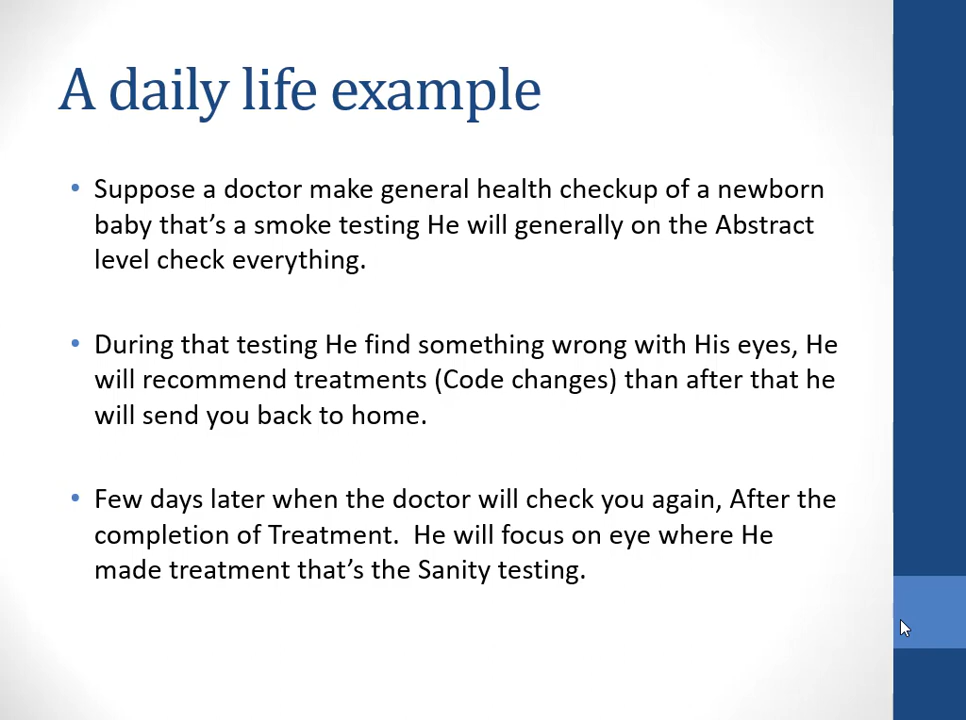 A daily life example
• Suppose a doctor make general health checkup of a newborn
baby that's a smoke testing He will generally on the Abstract
level check everything.
• During that testing He find something wrong with His eyes, He
will recommend treatments (Code changes) than after that he
will send you back to home.
• Few days later when the doctor will check you again, After the
completion of Treatment.  He will focus on eye where He
made treatment that's the Sanity testing.